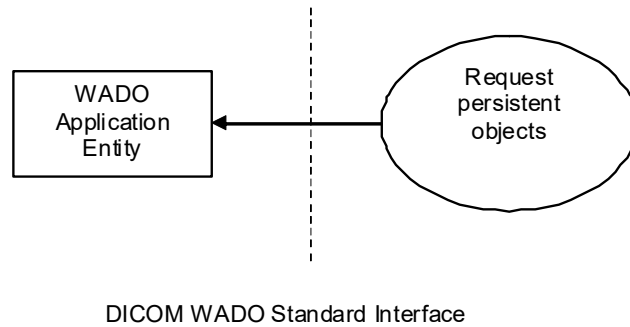 WADO
Application
Entity
Request
persistent
objects
DICOM WADO Standard Interface